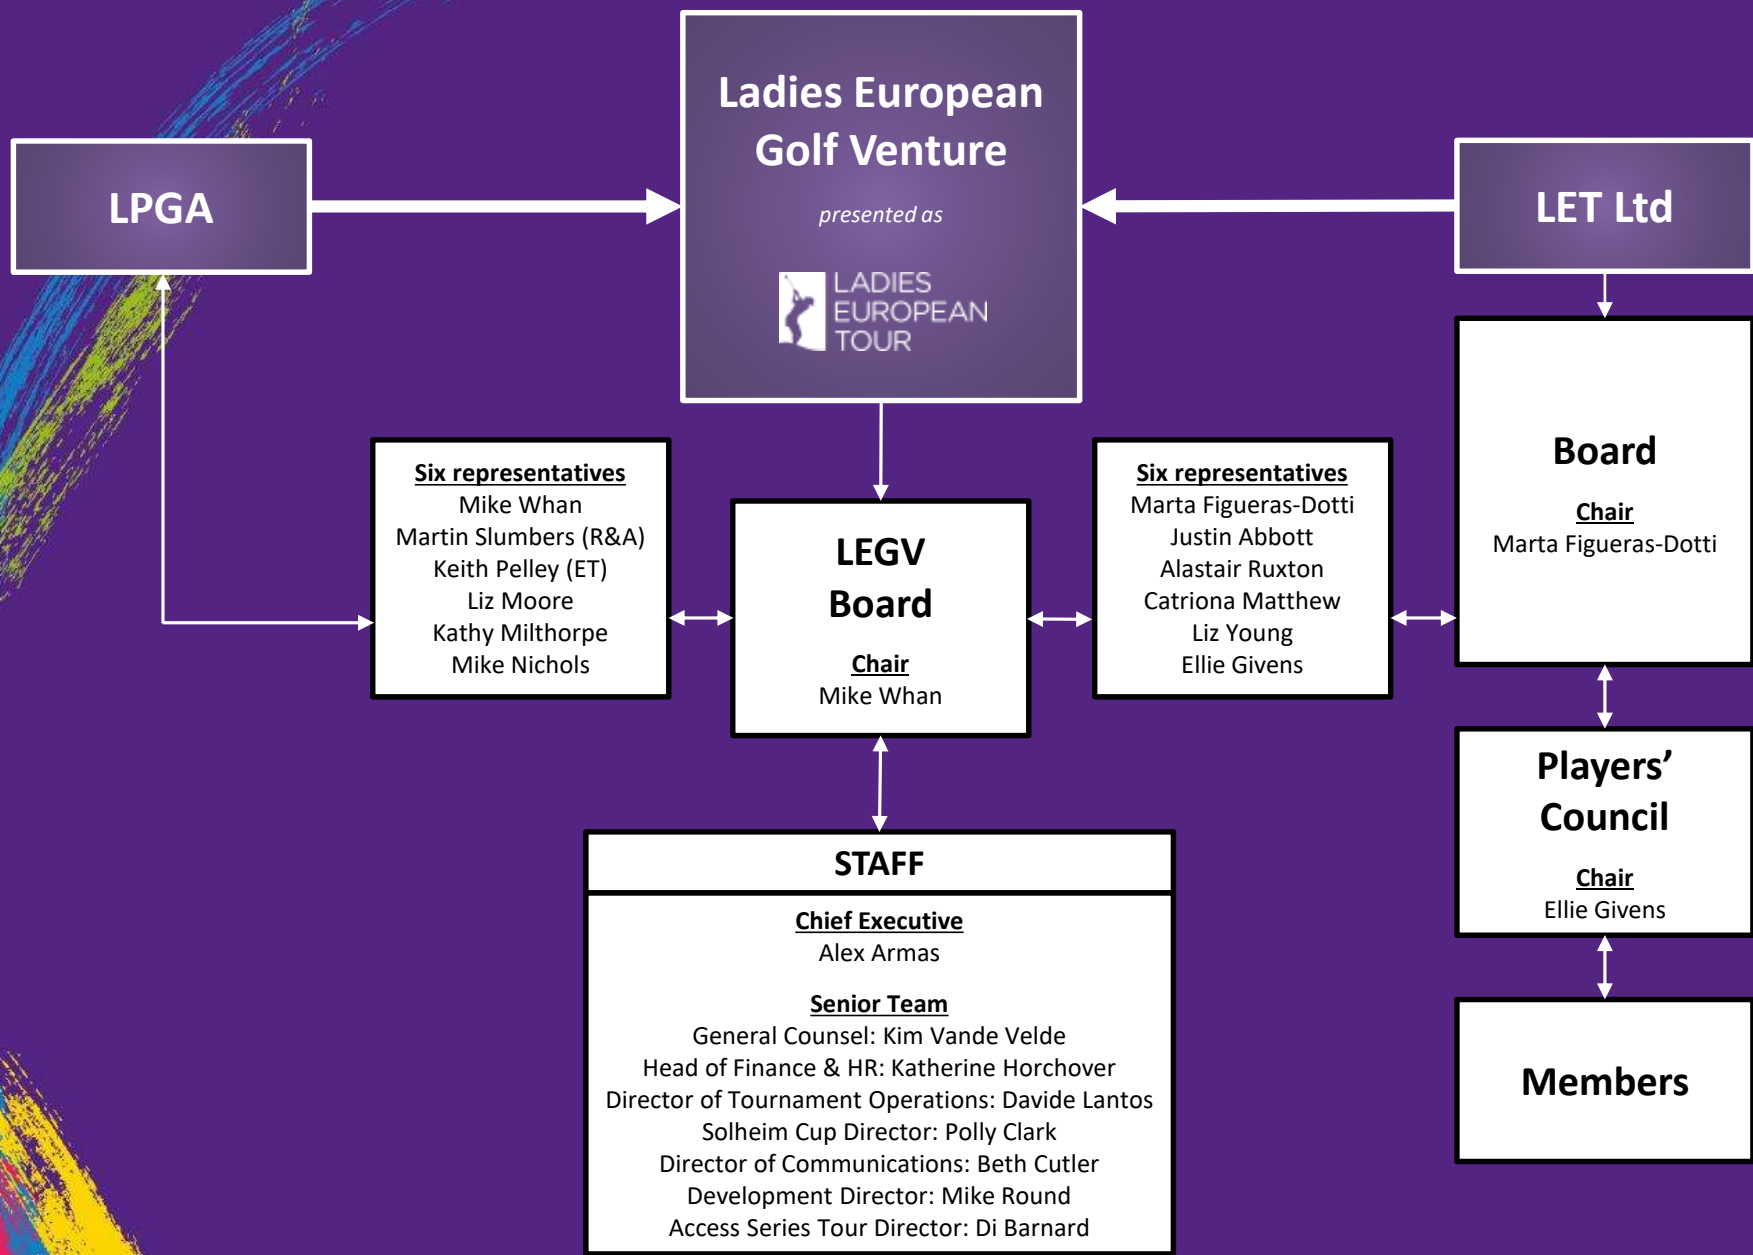 Ladies European
Golf Venture
presented as
LADIES
EUROPEAN
TOUR
LPGA
LET Ltd
Six representatives
Mike Whan
Martin Slumbers (R&A)
Keith Pelley (ET)
Liz Moore
Kathy Milthorpe
Mike Nichols
LEGV
Board
Chair
Mike Whan
Six representatives
Marta Figueras-Dotti
Justin Abbott
Alastair Ruxton
Catriona Matthew
Liz Young
Ellie Givens
Board
Chair
Marta Figueras-Dotti
Players’
Council
Chair
Ellie Givens
Members
STAFF
Chief Executive
Alex Armas
Senior Team
General Counsel: Kim Vande Velde
Head of Finance & HR: Katherine Horchover
Director of Tournament Operations: Davide Lantos
Solheim Cup Director: Polly Clark
Director of Communications: Beth Cutler
Development Director: Mike Round
Access Series Tour Director: Di Barnard